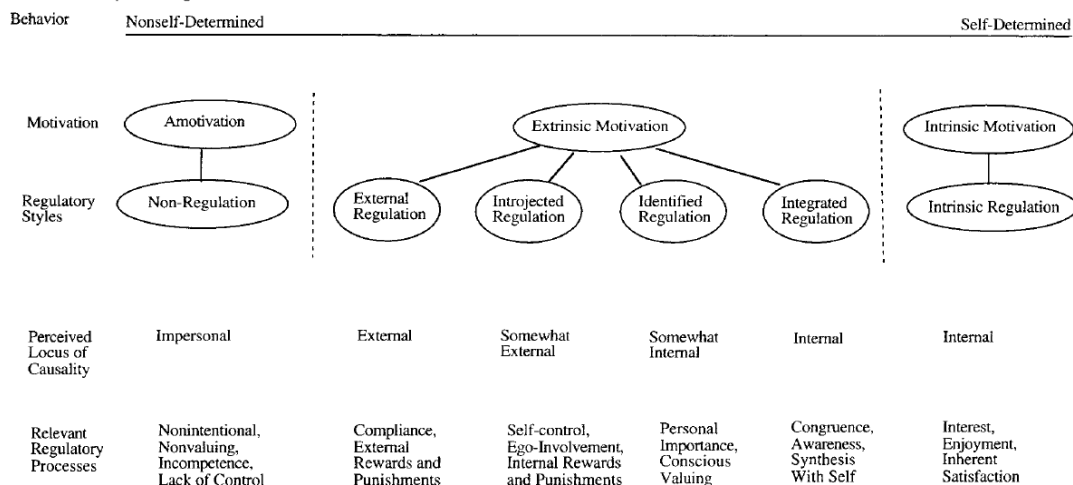 Behavior Nonself-Determined Self-Determined
Motivation Amotivation Extrinsic Motivation Intrinsic Motivation
Regulatory
Styles
Non-Regulation
External
Regulation
Introjected
Regulation
Identified
Regulation
Integrated
Regulation
Intrinsic Regulation
Perceived
Locus of
Causality
Impersonal
External
Somewhat
External
Somewhat
Internal
Internal
Internal
Relevant
Regulatory
Processes
Nonintentional,
Nonvaluing,
Incompetence,
Lack of Control
Compliance,
External
Rewards and
Punishments
Self-control,
Ego-Involvement,
Internal Rewards
and Punishments
Personal
Importance,
Conscious
Valuing
Congruence,
Awareness,
Synthesis
With Self
Interest,
Enjoyment,
Inherent
Satisfaction